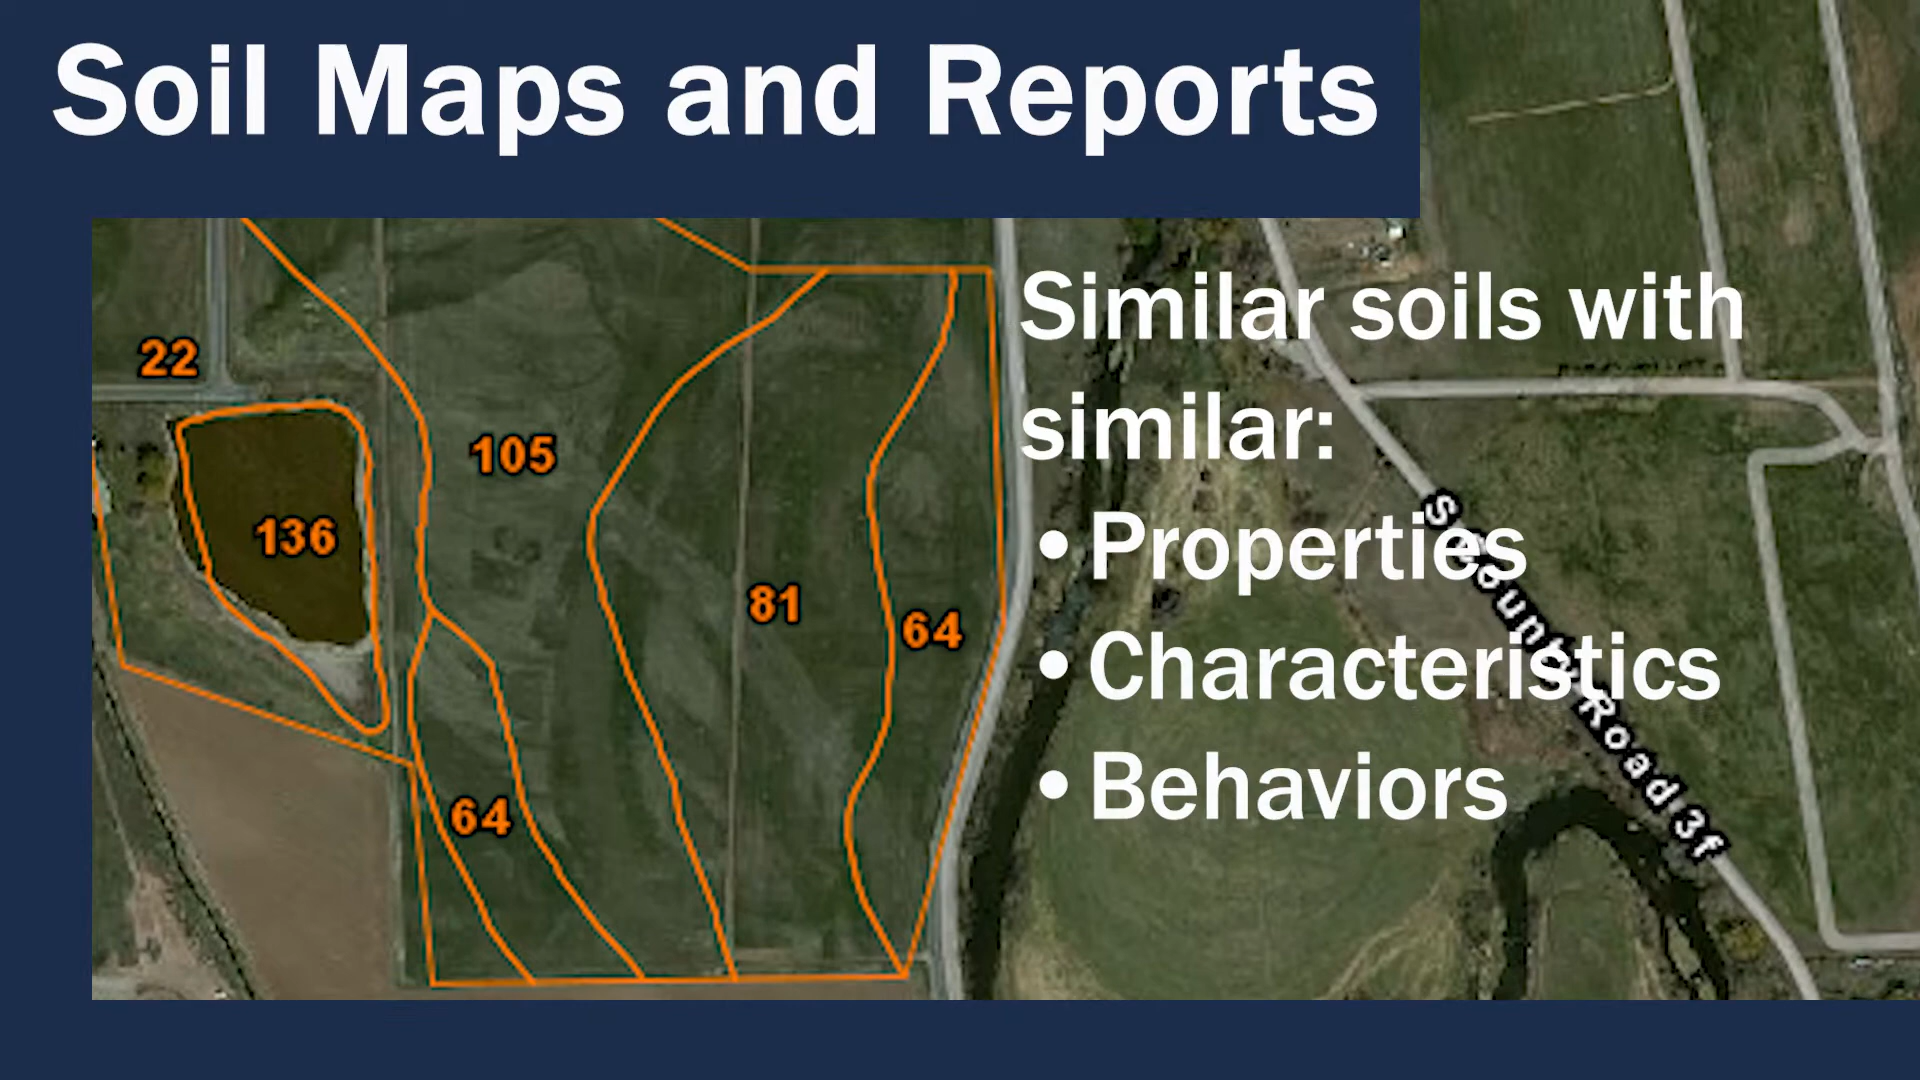 Soil Maps and Reports
22
105
136
81
64
64
Similar soils with
similar:
• Properties
• Characteristics
• Behaviors
S County Road 3f